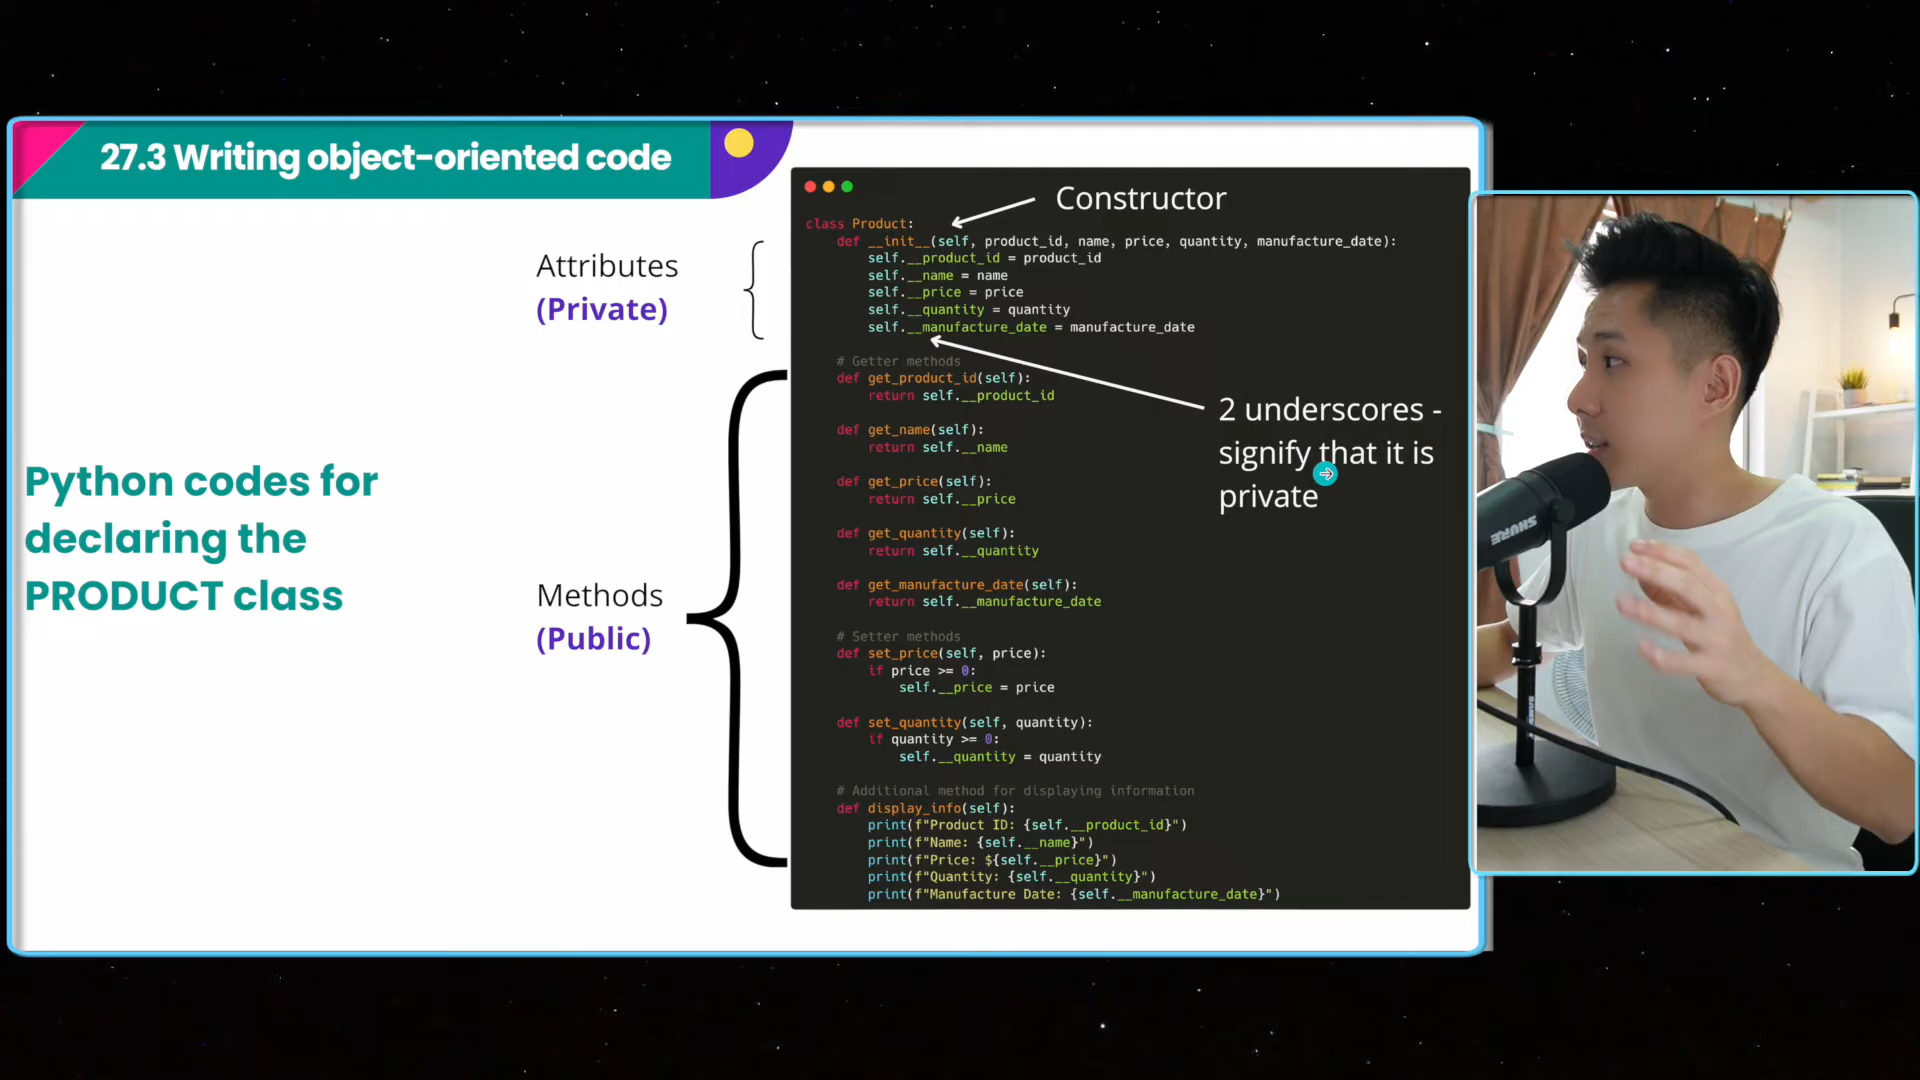 27.3 Writing object-oriented code
Python codes for
declaring the
PRODUCT class
Attributes
(Private)
Methods
(Public)
Constructor
class Product:
    def __init__(self, product_id, name, price, quantity, manufacture_date):
        self.__product_id = product_id
        self.__name = name
        self.__price = price
        self.__quantity = quantity
        self.__manufacture_date = manufacture_date
    # Getter methods
    def get_product_id(self):
        return self.__product_id
    def get_name(self):
        return self.__name
    def get_price(self):
        return self.__price
    def get_quantity(self):
        return self.__quantity
    def get_manufacture_date(self):
        return self.__manufacture_date
    # Setter methods
    def set_price(self, price):
        if price >= 0:
            self.__price = price
    def set_quantity(self, quantity):
        if quantity >= 0:
            self.__quantity = quantity
    # Additional method for displaying information
    def display_info(self):
        print(f"Product ID: {self.__product_id}")
        print(f"Name: {self.__name}")
        print(f"Price: ${self.__price}")
        print(f"Quantity: {self.__quantity}")
        print(f"Manufacture Date: {self.__manufacture_date}")
2 underscores -
signify that it is
private
SHURE